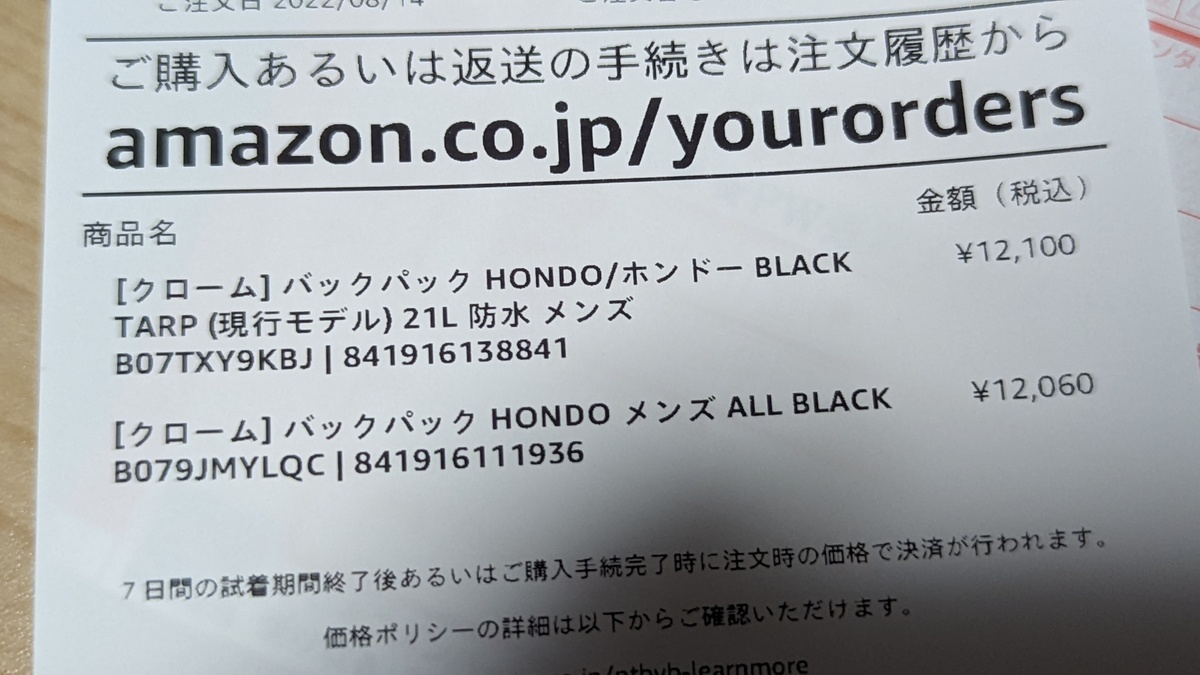 ご注文日 2022/08/14
ご購入あるいは返送の手続きは注文履歴から
amazon.co.jp/yourorders
商品名 金額（税込）
[クローム] バックパック HONDO/ホンドー BLACK ¥12,100
TARP (現行モデル) 21L 防水 メンズ
B07TXY9KBJ | 841916138841
[クローム] バックパック HONDO メンズ ALL BLACK ¥12,060
B079JMYLQC | 841916111936
7 日間の試着期間終了後あるいはご購入手続完了時に注文時の価格で決済が行われます。
価格ポリシーの詳細は以下からご確認いただけます。